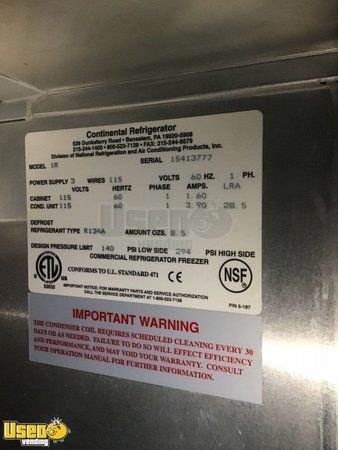 Continental Refrigerator
539 Dunksferry Road • Bensalem, PA 19020-5908
215-244-1400 • 800-523-7138 • FAX: 215-244-9579
Division of National Refrigeration and Air Conditioning Products, Inc.
MODEL 1R SERIAL 15413777
POWER SUPPLY 3 WIRES 115 VOLTS 60 HZ. 1 PH.
VOLTS HERTZ PHASE AMPS. LRA
CABINET 115 60 1 1.60
COND. UNIT 115 60 1 3.90 28.5
DEFROST
REFRIGERANT TYPE R134A AMOUNT OZS. 8.5
DESIGN PRESSURE LIMIT 140 PSI LOW SIDE 294 PSI HIGH SIDE
COMMERCIAL REFRIGERATOR FREEZER
ETL
CONFORMS TO U.L. STANDARD 471 CE
NSF
IMPORTANT NOTICE: FOR WARRANTY PARTS AND SERVICE AUTHORIZATION
CALL THE SERVICE DEPARTMENT AT 1-800-523-7138
P/N 5-187
IMPORTANT WARNING
THE CONDENSER COIL REQUIRES SCHEDULED CLEANING EVERY 30
DAYS OR AS NEEDED. FAILURE TO DO SO WILL EFFECT EFFICIENCY
AND PERFORMANCE, AND MAY VOID YOUR WARRANTY. CONSULT
YOUR OPERATION MANUAL FOR FURTHER INFORMATION.
Used
vending